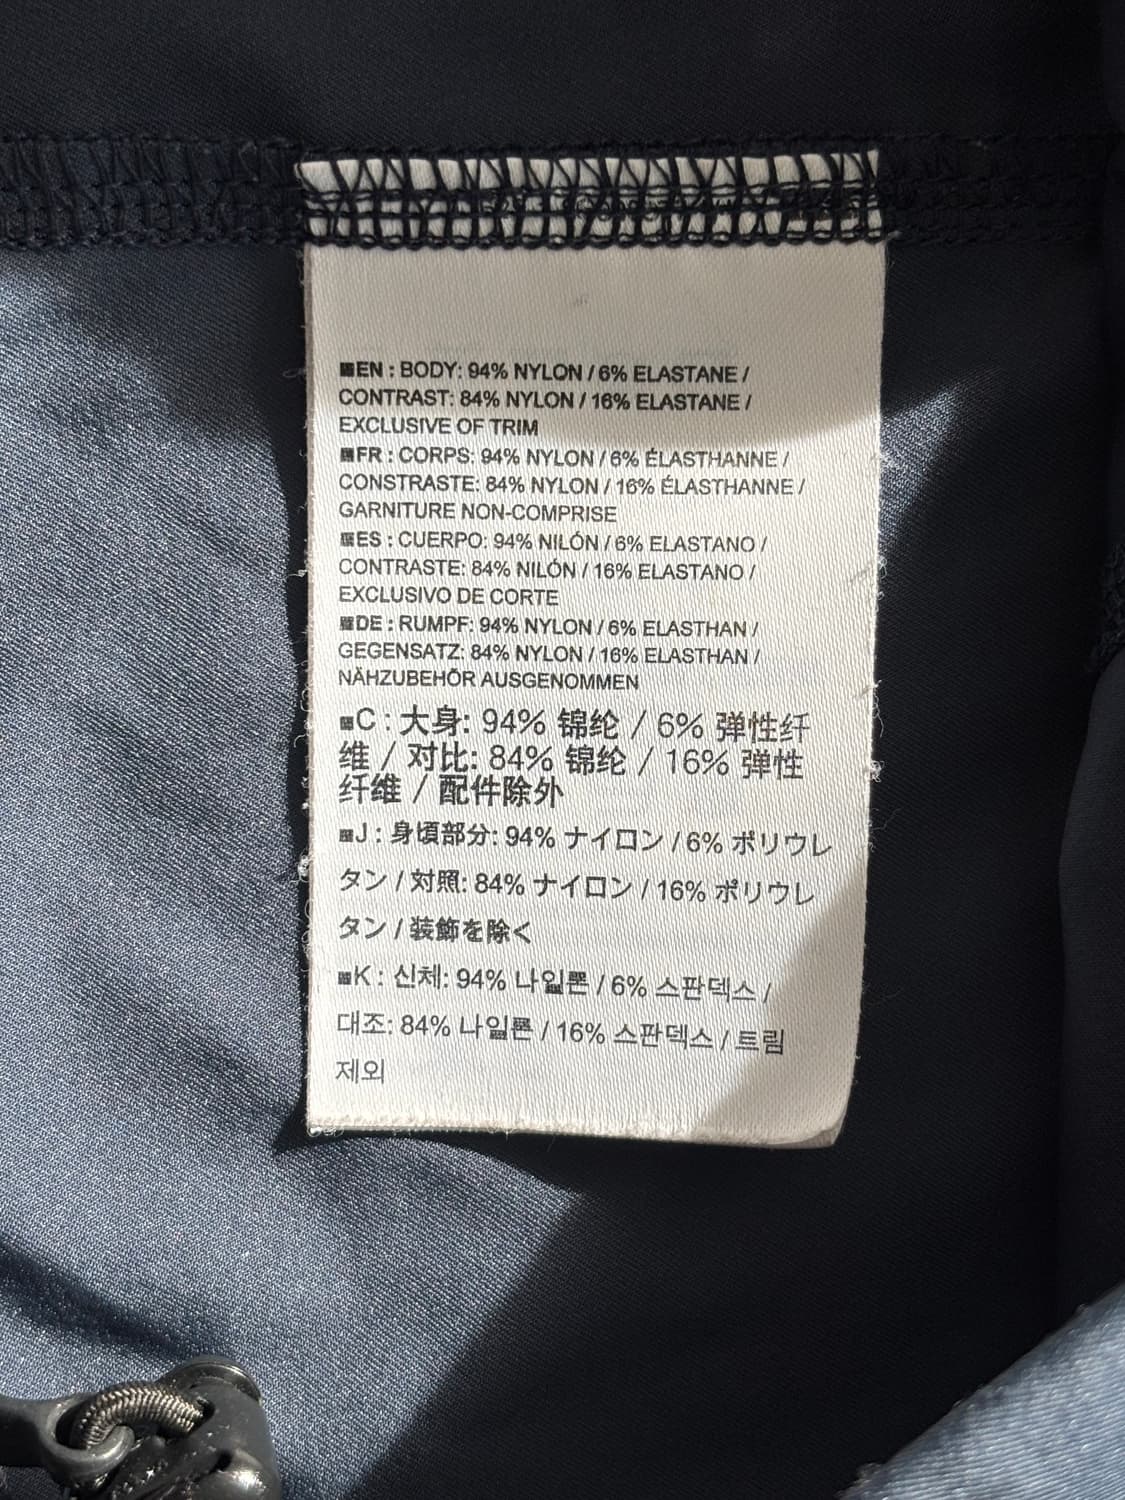 EN : BODY: 94% NYLON / 6% ELASTANE /
CONTRAST: 84% NYLON / 16% ELASTANE /
EXCLUSIVE OF TRIM
FR : CORPS: 94% NYLON / 6% ÉLASTHANNE /
CONSTRASTE: 84% NYLON / 16% ÉLASTHANNE /
GARNITURE NON-COMPRISE
ES : CUERPO: 94% NILÓN / 6% ELASTANO /
CONTRASTE: 84% NILÓN / 16% ELASTANO /
EXCLUSIVO DE CORTE
DE : RUMPF: 94% NYLON / 6% ELASTHAN /
GEGENSATZ: 84% NYLON / 16% ELASTHAN /
NÄHZUBEHÖR AUSGENOMMEN
C : 大身: 94% 锦纶 / 6% 弹性纤
维 / 对比: 84% 锦纶 / 16% 弹性
纤维 / 配件除外
J : 身頃部分: 94% ナイロン / 6% ポリウレ
タン / 対照: 84% ナイロン / 16% ポリウレ
タン / 装飾を除く
K : 신체: 94% 나일론 / 6% 스판덱스 /
대조: 84% 나일론 / 16% 스판덱스 / 트림
제외